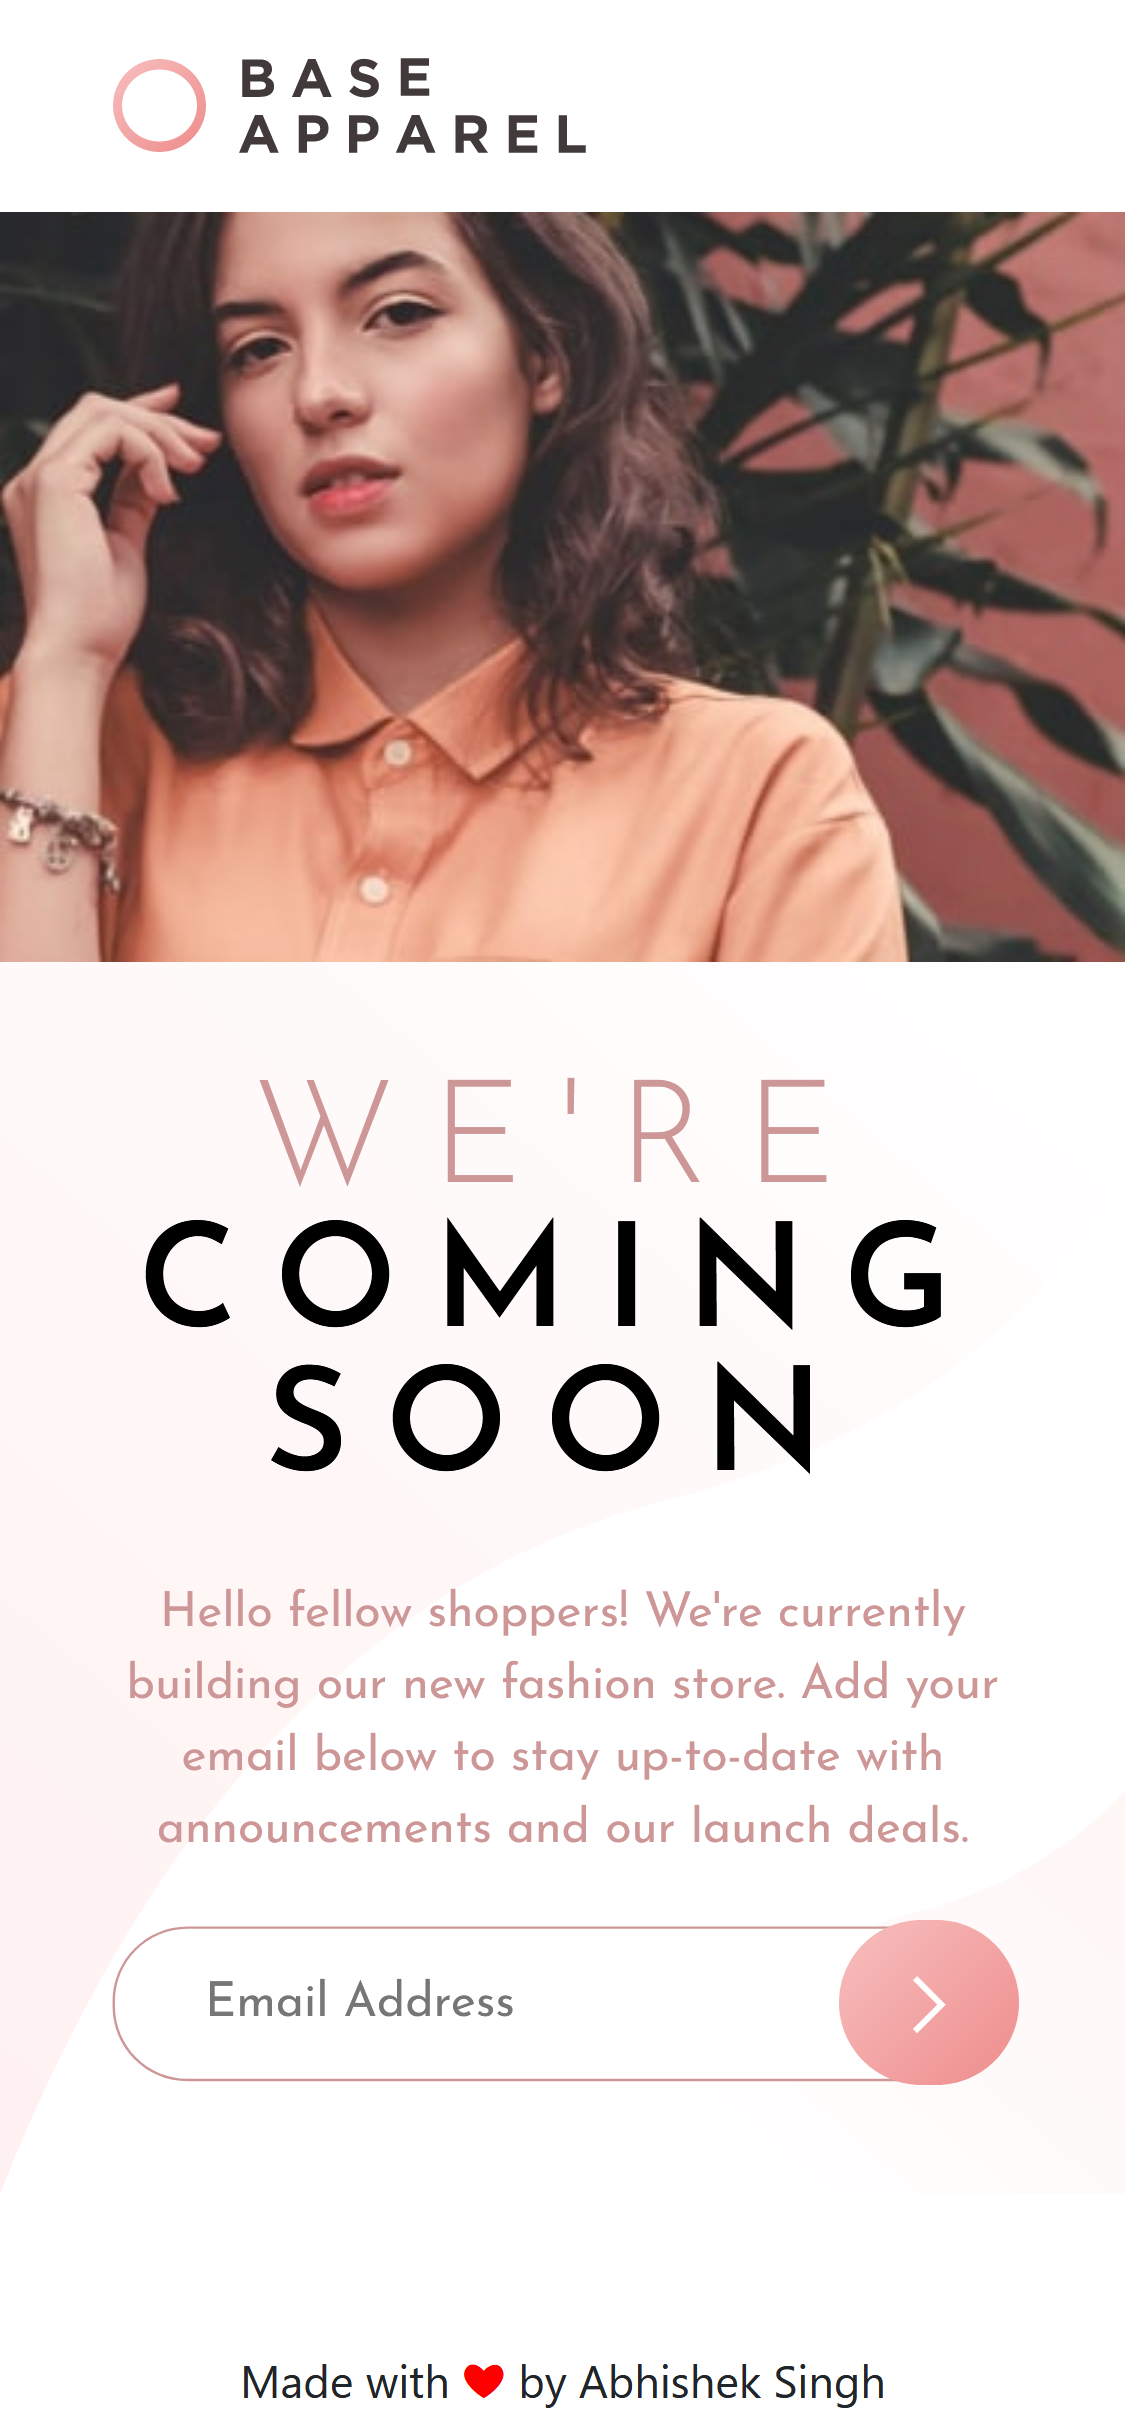 BASE
APPAREL
WE'RE
COMING
SOON
Hello fellow shoppers! We're currently
building our new fashion store. Add your
email below to stay up-to-date with
announcements and our launch deals.
Email Address
Made with ❤ by Abhishek Singh